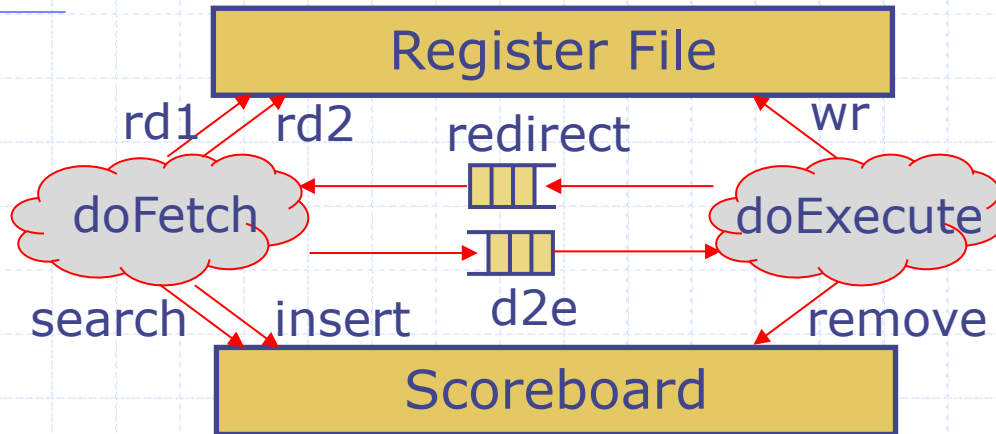 Register File
rd1
rd2
redirect
wr
doFetch
doExecute
d2e
search
insert
remove
Scoreboard